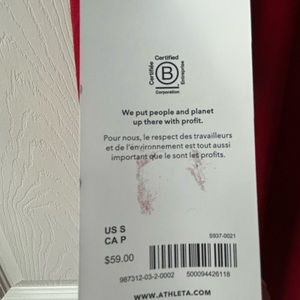 Certified
Certifiée
B
Entreprise
Corporation
We put people and planet
up there with profit.
Pour nous, le respect des travailleurs
et de l'environnement est tout aussi
important que le sont les profits.
US S
CA P
S937-0021
$59.00
987312-03-2-0002
500094426118
WWW.ATHLETA.COM